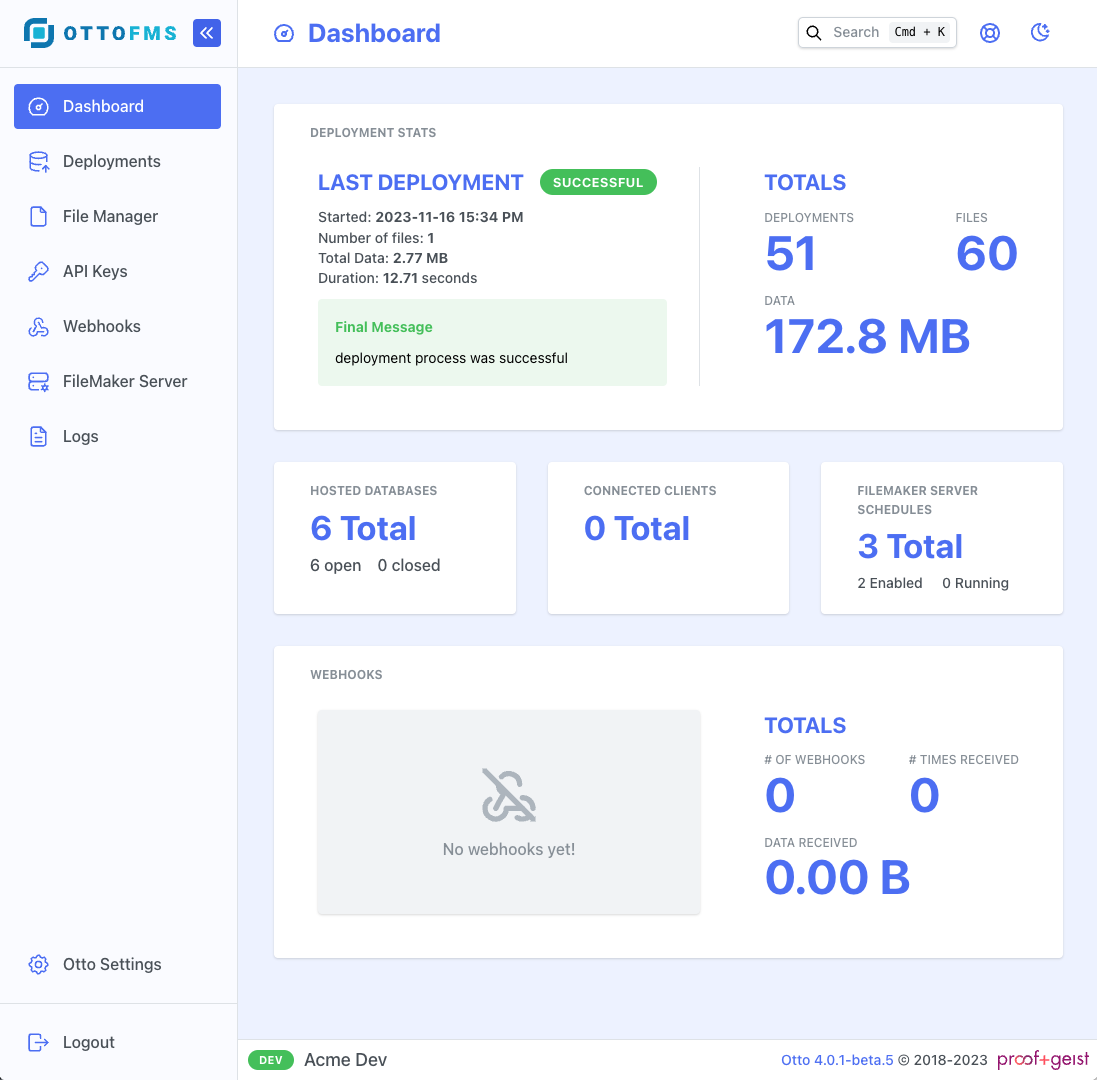 OTTOFMS
Dashboard
Search Cmd + K
Dashboard
Deployments
File Manager
API Keys
Webhooks
FileMaker Server
Logs
Otto Settings
Logout
DEPLOYMENT STATS
LAST DEPLOYMENT SUCCESSFUL
Started: 2023-11-16 15:34 PM
Number of files: 1
Total Data: 2.77 MB
Duration: 12.71 seconds
Final Message
deployment process was successful
TOTALS
DEPLOYMENTS FILES
51 60
DATA
172.8 MB
HOSTED DATABASES
6 Total
6 open 0 closed
CONNECTED CLIENTS
0 Total
FILEMAKER SERVER
SCHEDULES
3 Total
2 Enabled 0 Running
WEBHOOKS
No webhooks yet!
TOTALS
# OF WEBHOOKS # TIMES RECEIVED
0 0
DATA RECEIVED
0.00 B
DEV Acme Dev
Otto 4.0.1-beta.5 © 2018-2023 proof+geist